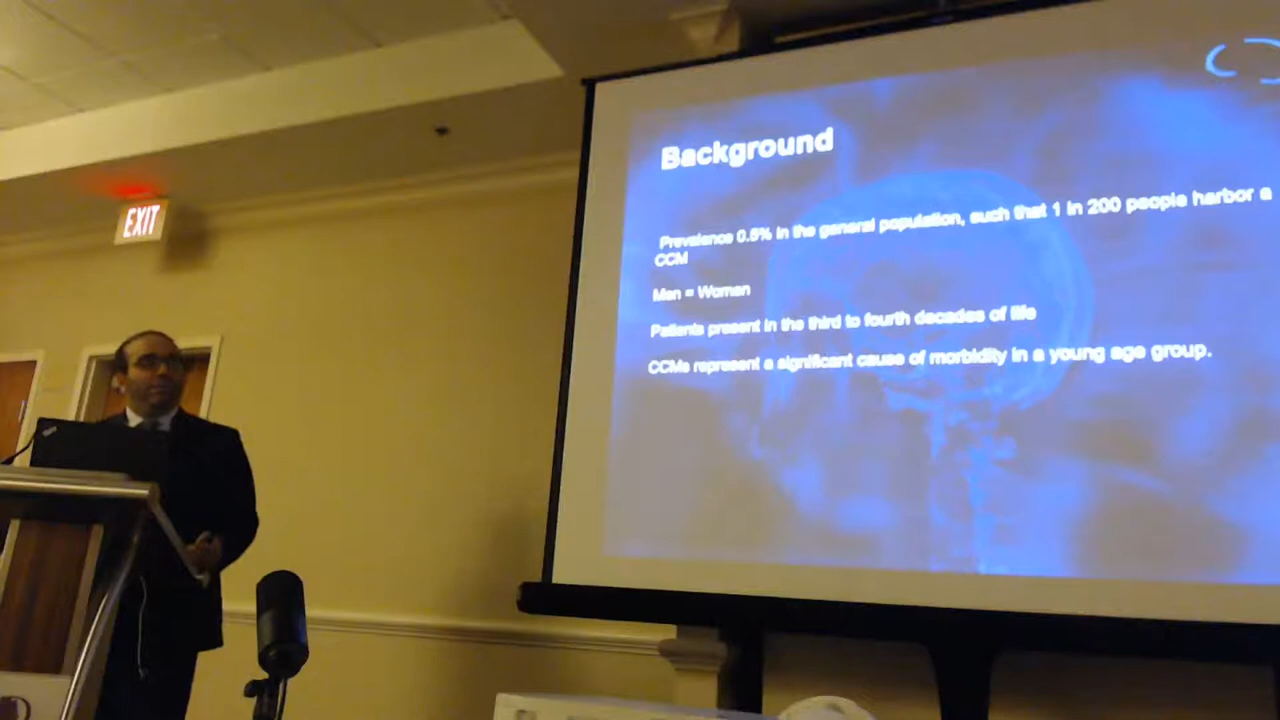 EXIT
Background
Prevalence 0.5% in the general population, such that 1 in 200 people harbor a
CCM
Men = Women
Patients present in the third to fourth decades of life
CCMs represent a significant cause of morbidity in a young age group.